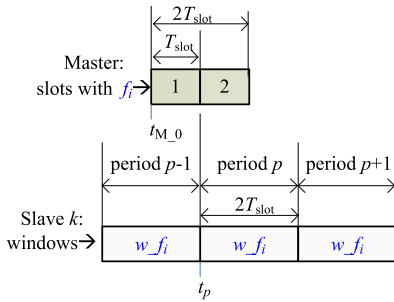 2T_slot
T_slot
Master:
slots with f_i
1 2
t_M_0
period p-1 period p period p+1
2T_slot
Slave k:
windows
w_f_i w_f_i w_f_i
t_p